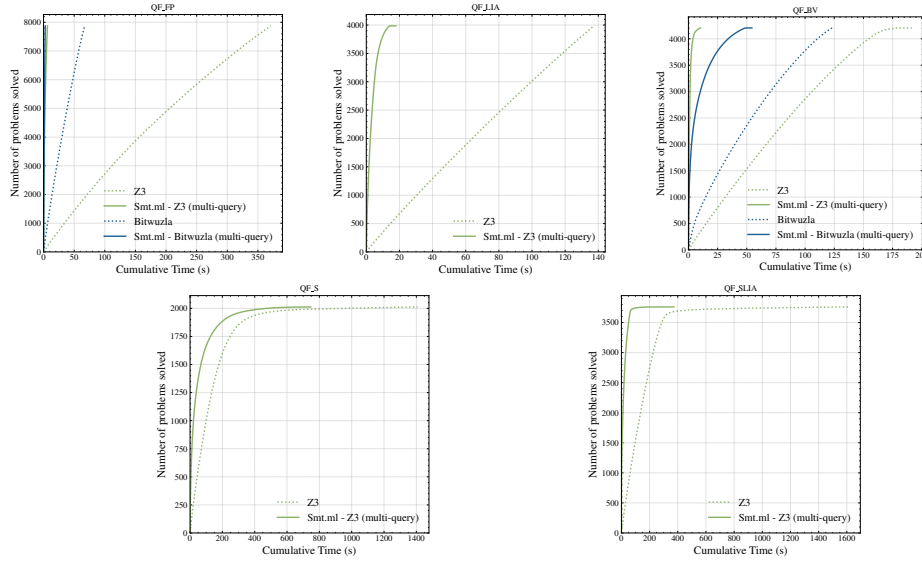 QF_FP
Number of problems solved
8000
7000
6000
5000
4000
3000
2000
1000
0
Z3
Smt.ml - Z3 (multi-query)
Bitwuzla
Smt.ml - Bitwuzla (multi-query)
0 50 100 150 200 250 300 350
Cumulative Time (s)
QF_LIA
Number of problems solved
4000
3500
3000
2500
2000
1500
1000
500
0
Z3
Smt.ml - Z3 (multi-query)
0 20 40 60 80 100 120 140
Cumulative Time (s)
QF_BV
Number of problems solved
4000
3500
3000
2500
2000
1500
1000
500
0
Z3
Smt.ml - Z3 (multi-query)
Bitwuzla
Smt.ml - Bitwuzla (multi-query)
0 25 50 75 100 125 150 175 200
Cumulative Time (s)
QF_S
Number of problems solved
2000
1750
1500
1250
1000
750
500
250
0
Z3
Smt.ml - Z3 (multi-query)
0 200 400 600 800 1000 1200 1400
Cumulative Time (s)
QF_SLIA
Number of problems solved
3500
3000
2500
2000
1500
1000
500
0
Z3
Smt.ml - Z3 (multi-query)
0 200 400 600 800 1000 1200 1400 1600
Cumulative Time (s)